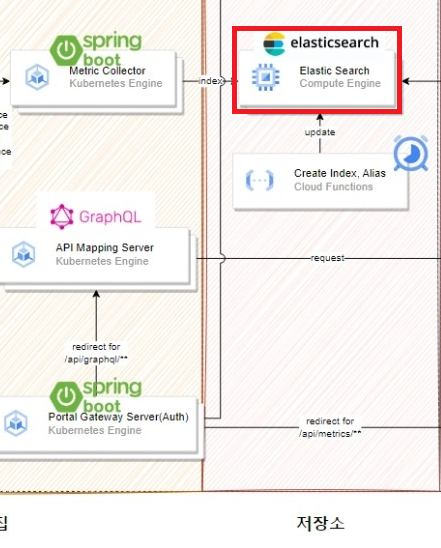 spring
boot
Metric Collector
Kubernetes Engine
index
elasticsearch
Elastic Search
Compute Engine
ce
ce
ce
update
Create Index, Alias
Cloud Functions
GraphQL
API Mapping Server
Kubernetes Engine
request
redirect for
/api/graphql/**
spring
boot
Portal Gateway Server(Auth)
Kubernetes Engine
redirect for
/api/metrics/**
집
저장소